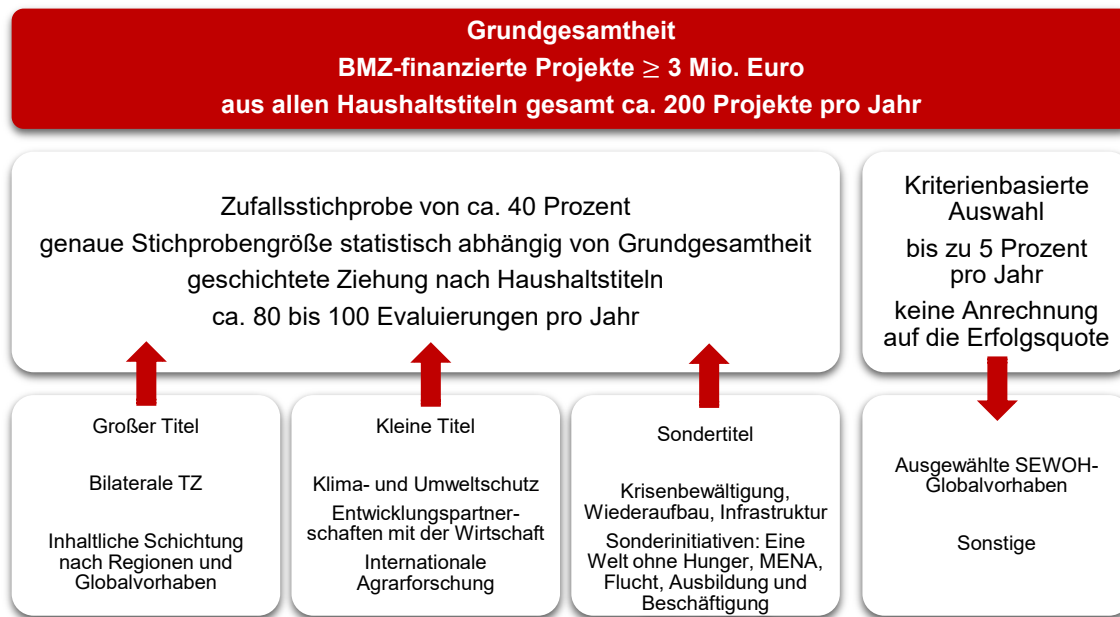 Grundgesamtheit
BMZ-finanzierte Projekte ≥ 3 Mio. Euro
aus allen Haushaltstiteln gesamt ca. 200 Projekte pro Jahr
Zufallsstichprobe von ca. 40 Prozent
genaue Stichprobengröße statistisch abhängig von Grundgesamtheit
geschichtete Ziehung nach Haushaltstiteln
ca. 80 bis 100 Evaluierungen pro Jahr
Kriterienbasierte
Auswahl
bis zu 5 Prozent
pro Jahr
keine Anrechnung
auf die Erfolgsquote
Großer Titel
Bilaterale TZ
Inhaltliche Schichtung
nach Regionen und
Globalvorhaben
Kleine Titel
Klima- und Umweltschutz
Entwicklungspartner-
schaften mit der Wirtschaft
Internationale
Agrarforschung
Sondertitel
Krisenbewältigung,
Wiederaufbau, Infrastruktur
Sonderinitiativen: Eine
Welt ohne Hunger, MENA,
Flucht, Ausbildung und
Beschäftigung
Ausgewählte SEWOH-
Globalvorhaben
Sonstige